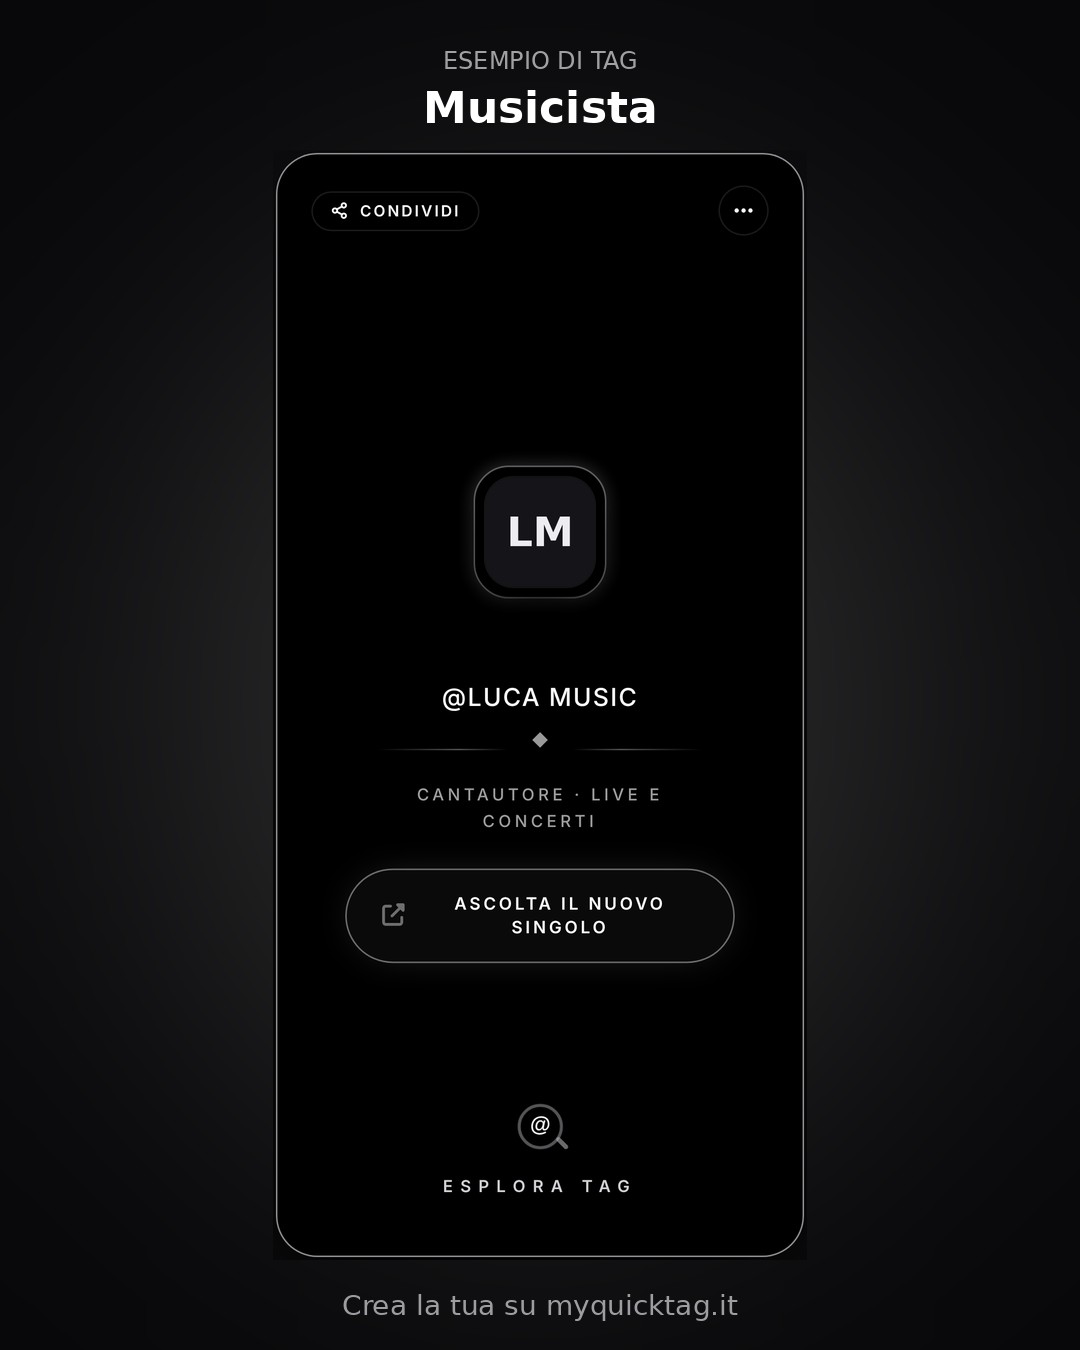 ESEMPIO DI TAG
Musicista
CONDIVIDI
LM
@LUCA MUSIC
CANTAUTORE · LIVE E
CONCERTI
ASCOLTA IL NUOVO
SINGOLO
@
ESPLORA TAG
Crea la tua su myquicktag.it